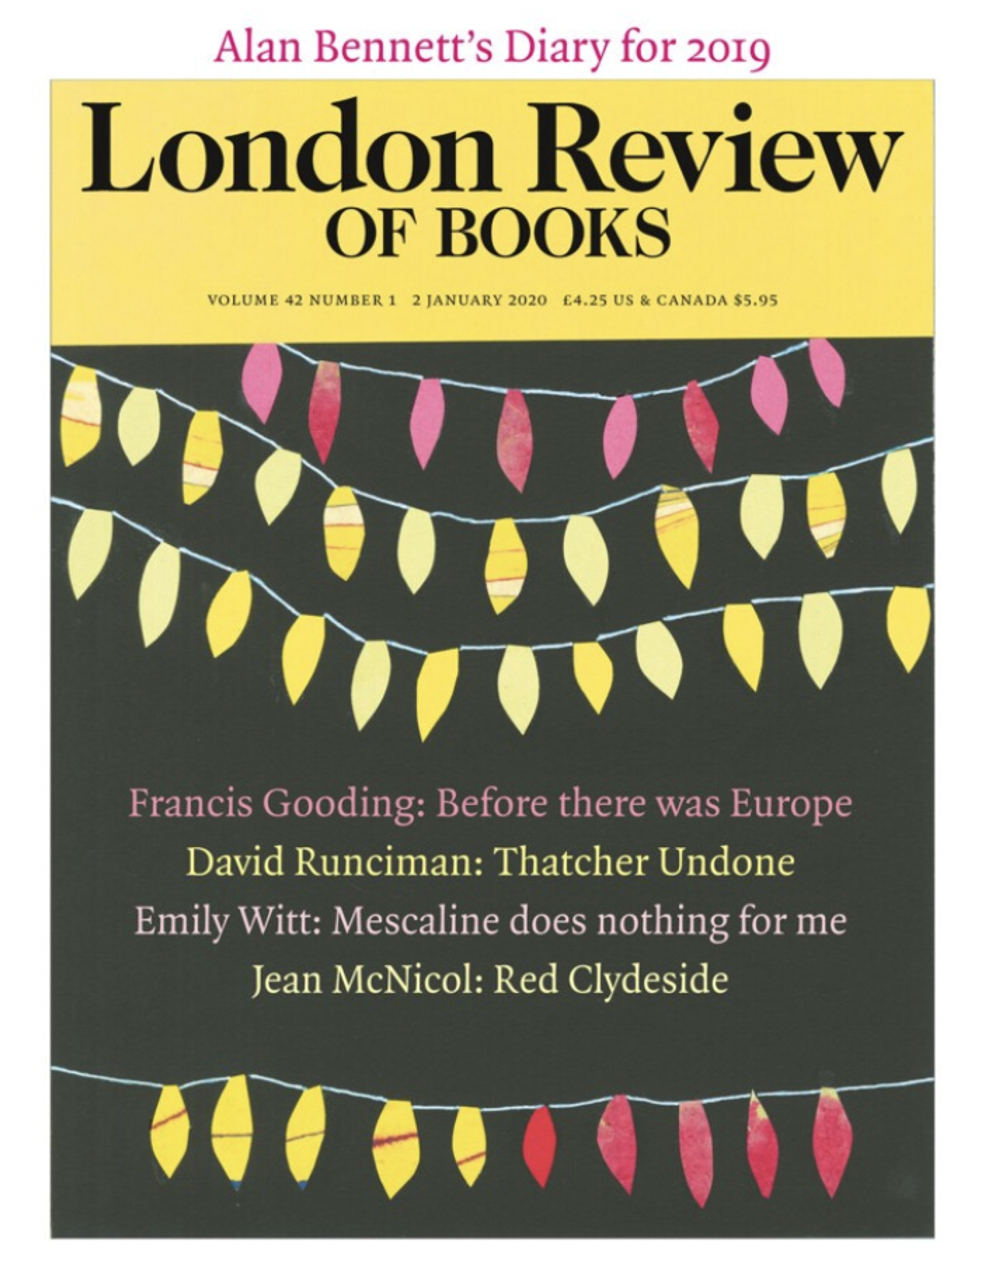 Alan Bennett’s Diary for 2019
London Review
OF BOOKS
VOLUME 42 NUMBER 1 2 JANUARY 2020 £4.25 US & CANADA $5.95
Francis Gooding: Before there was Europe
David Runciman: Thatcher Undone
Emily Witt: Mescaline does nothing for me
Jean McNicol: Red Clydeside